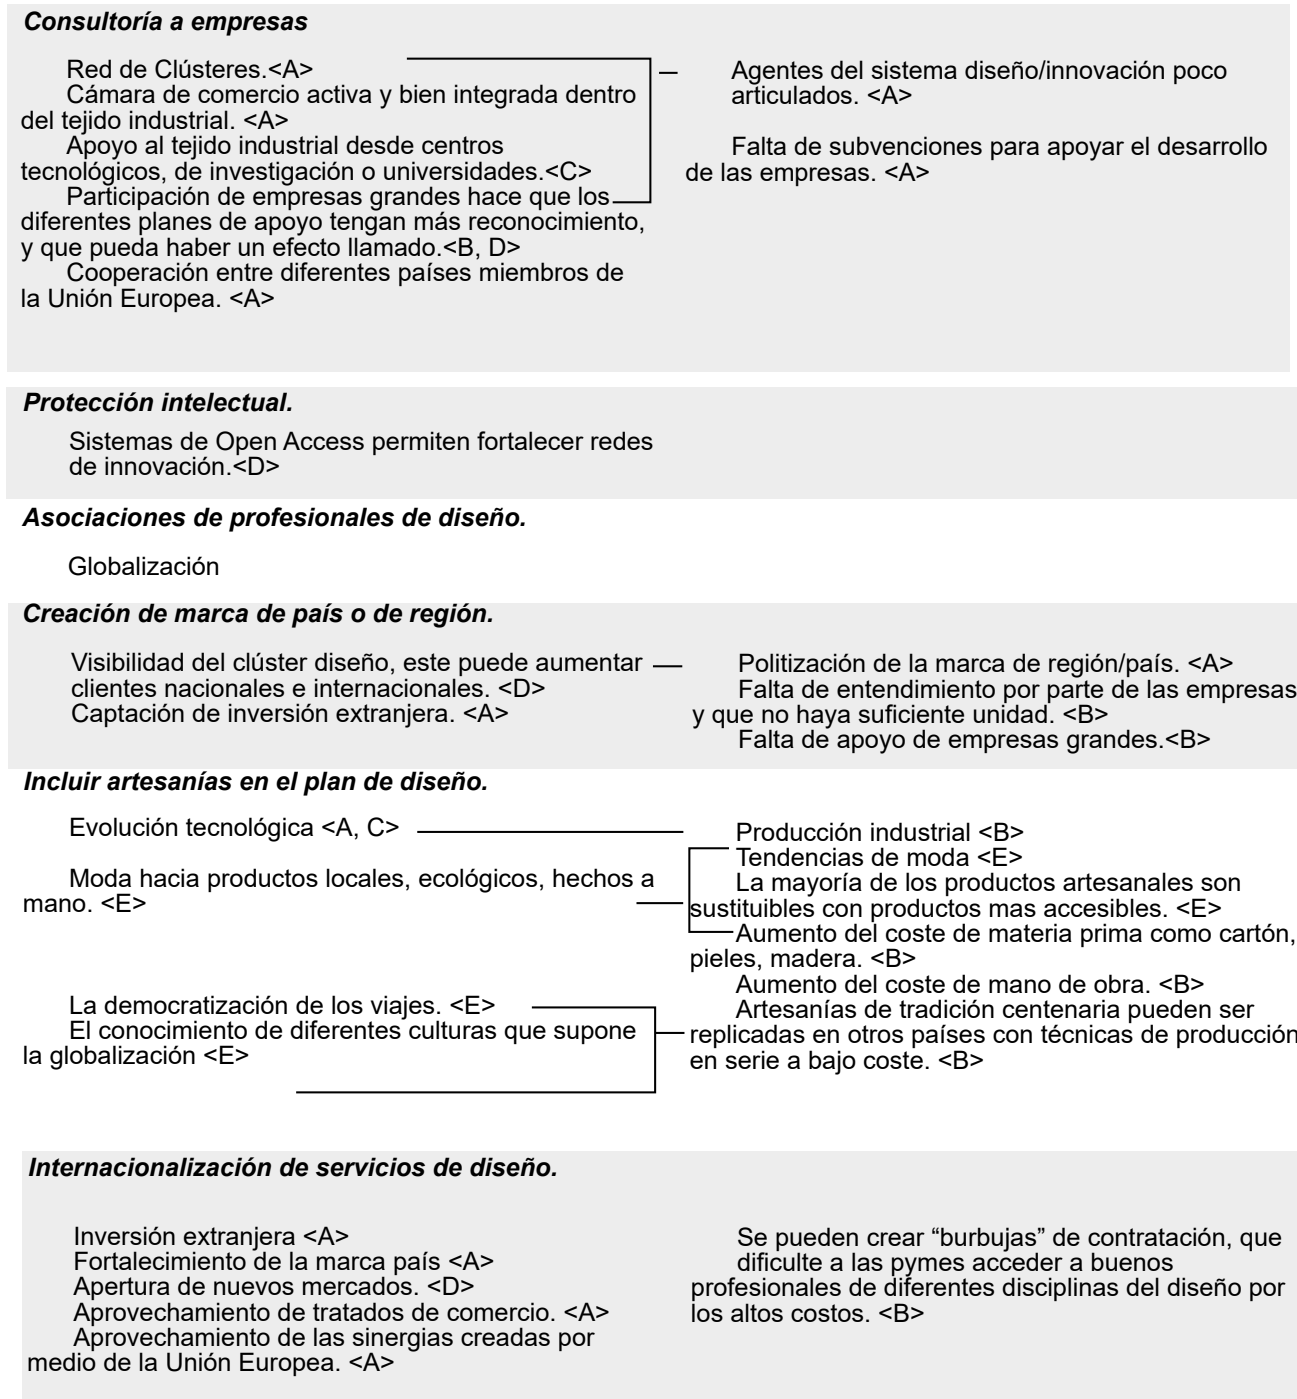 Consultoría a empresas
Red de Clústeres.<A>
Cámara de comercio activa y bien integrada dentro
del tejido industrial. <A>
Apoyo al tejido industrial desde centros
tecnológicos, de investigación o universidades.<C>
Participación de empresas grandes hace que los
diferentes planes de apoyo tengan más reconocimiento,
y que pueda haber un efecto llamado.<B, D>
Cooperación entre diferentes países miembros de
la Unión Europea. <A>
Agentes del sistema diseño/innovación poco
articulados. <A>
Falta de subvenciones para apoyar el desarrollo
de las empresas. <A>
Protección intelectual.
Sistemas de Open Access permiten fortalecer redes
de innovación.<D>
Asociaciones de profesionales de diseño.
Globalización
Creación de marca de país o de región.
Visibilidad del clúster diseño, este puede aumentar
clientes nacionales e internacionales. <D>
Captación de inversión extranjera. <A>
Politización de la marca de región/país. <A>
Falta de entendimiento por parte de las empresas
y que no haya suficiente unidad. <B>
Falta de apoyo de empresas grandes.<B>
Incluir artesanías en el plan de diseño.
Evolución tecnológica <A, C>
Moda hacia productos locales, ecológicos, hechos a
mano. <E>
La democratización de los viajes. <E>
El conocimiento de diferentes culturas que supone
la globalización <E>
Producción industrial <B>
Tendencias de moda <E>
La mayoría de los productos artesanales son
sustituibles con productos mas accesibles. <E>
Aumento del coste de materia prima como cartón,
pieles, madera. <B>
Aumento del coste de mano de obra. <B>
Artesanías de tradición centenaria pueden ser
replicadas en otros países con técnicas de producción
en serie a bajo coste. <B>
Internacionalización de servicios de diseño.
Inversión extranjera <A>
Fortalecimiento de la marca país <A>
Apertura de nuevos mercados. <D>
Aprovechamiento de tratados de comercio. <A>
Aprovechamiento de las sinergias creadas por
medio de la Unión Europea. <A>
Se pueden crear “burbujas” de contratación, que
dificulte a las pymes acceder a buenos
profesionales de diferentes disciplinas del diseño por
los altos costos. <B>